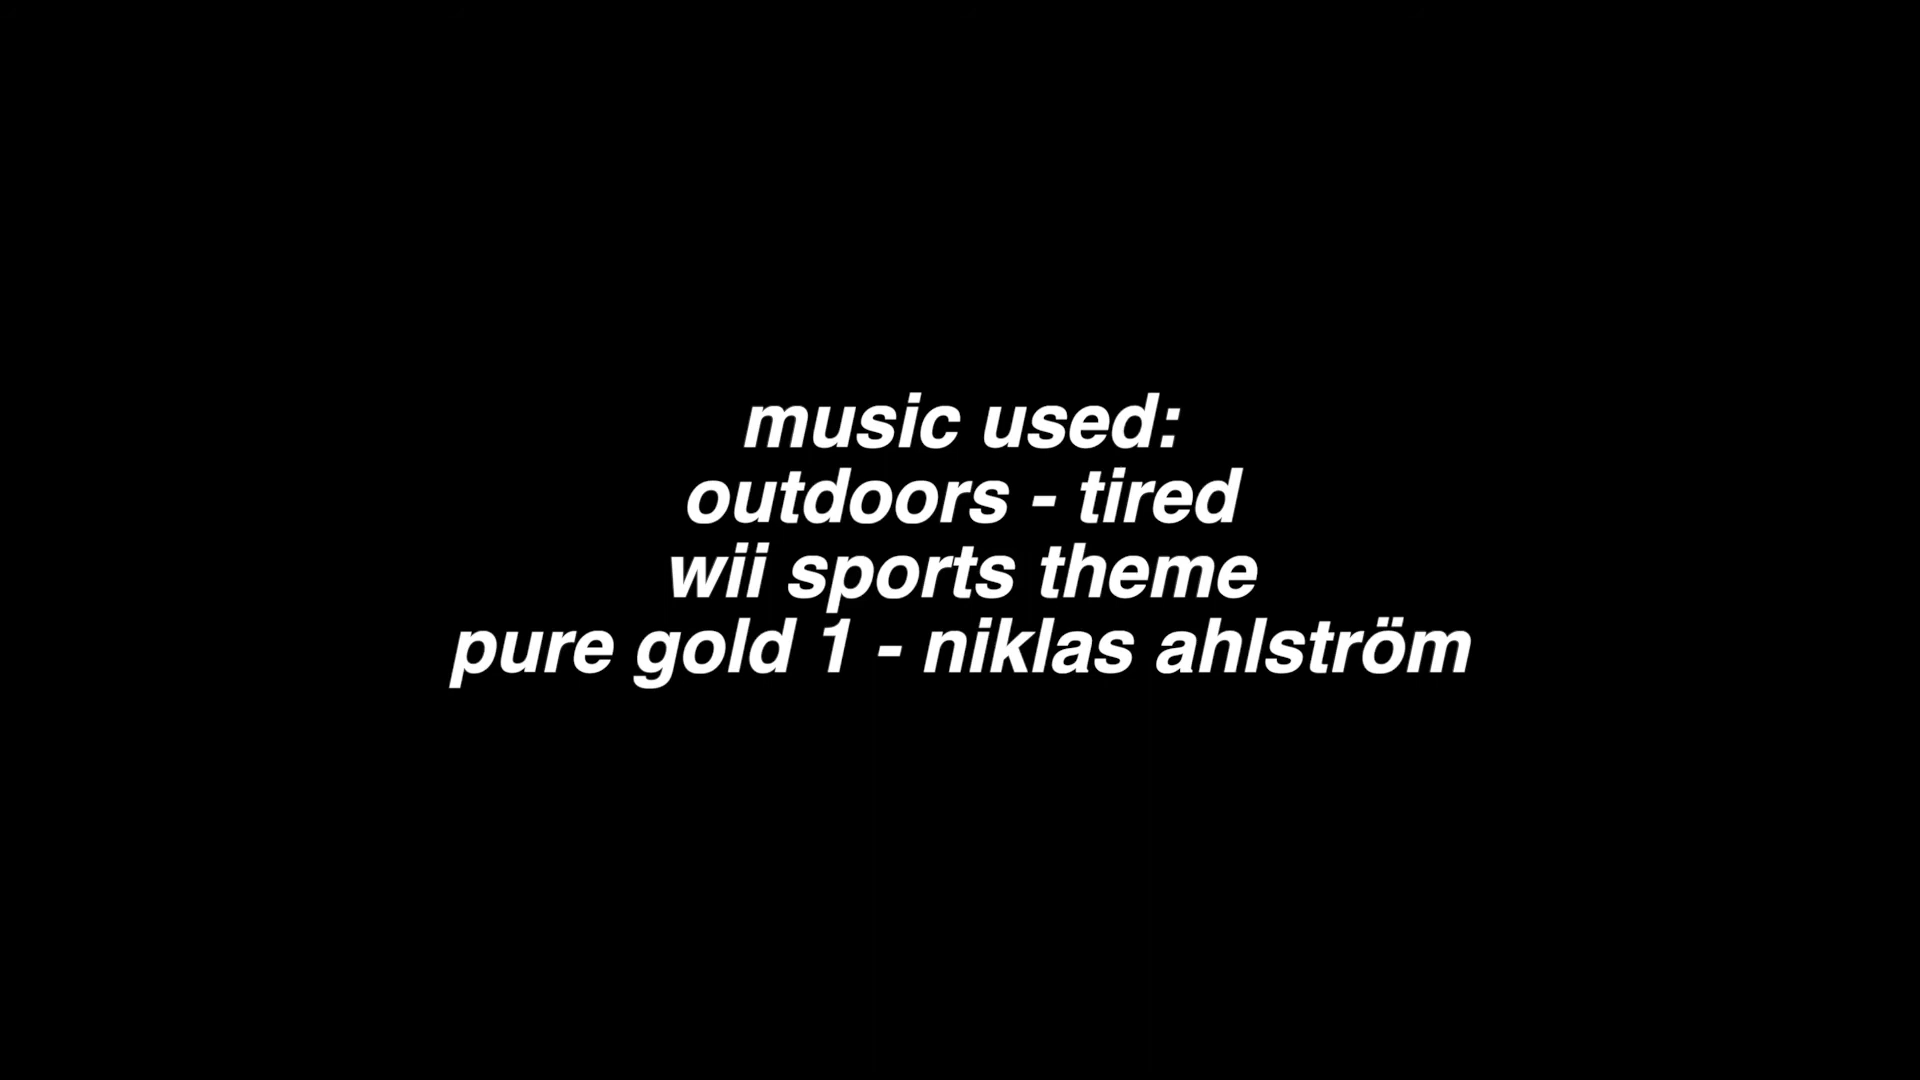 music used:
outdoors - tired
wii sports theme
pure gold 1 - niklas ahlström